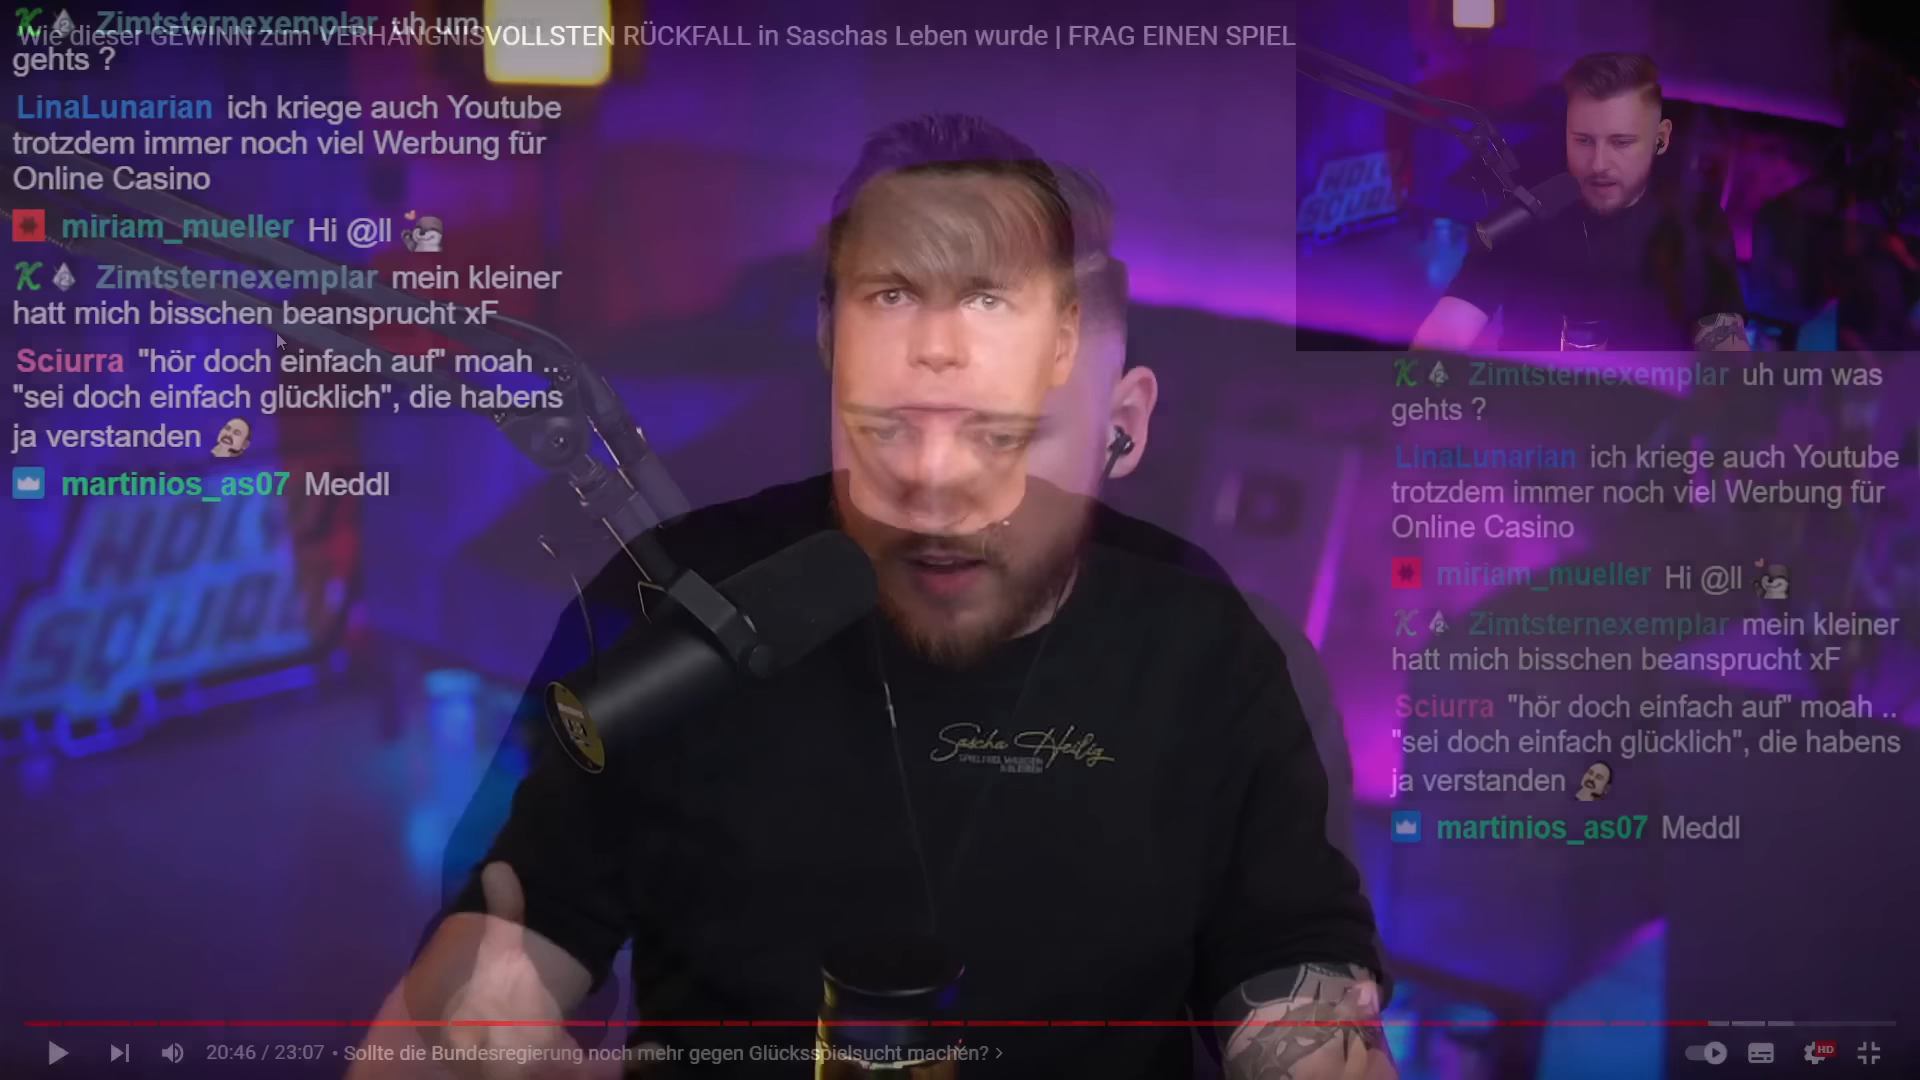 Zimtsternexemplar uh um was
gehts ?
Wie dieser GEWINN zum VERHÄNGNISVOLLSTEN RÜCKFALL in Saschas Leben wurde | FRAG EINEN SPIEL
LinaLunarian ich kriege auch Youtube
trotzdem immer noch viel Werbung für
Online Casino
miriam_mueller Hi @ll
Zimtsternexemplar mein kleiner
hatt mich bisschen beansprucht xF
Sciurra "hör doch einfach auf" moah ..
"sei doch einfach glücklich", die habens
ja verstanden
martinios_as07 Meddl
HOLY
SQUAD
Zimtsternexemplar uh um was
gehts ?
LinaLunarian ich kriege auch Youtube
trotzdem immer noch viel Werbung für
Online Casino
miriam_mueller Hi @ll
Zimtsternexemplar mein kleiner
hatt mich bisschen beansprucht xF
Sciurra "hör doch einfach auf" moah ..
"sei doch einfach glücklich", die habens
ja verstanden
martinios_as07 Meddl
Sascha Heilig
20:46 / 23:07 • Sollte die Bundesregierung noch mehr gegen Glücksspielsucht machen?
HD